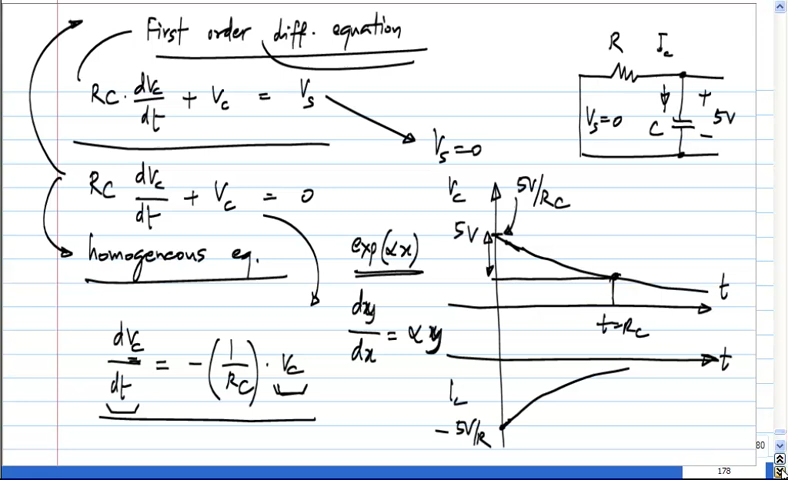 First order diff. equation
RC · dVc/dt + Vc = Vs
Vs=0
RC dVc/dt + Vc = 0
homogeneous eq.
dVc/dt = -(1/RC) · Vc
exp(αx)
dy/dx = αy
R Ic
Vs=0 C + 5V -
Vc 5V/RC
5V
t
t=RC
t
Ic
- 5V/R
80
178